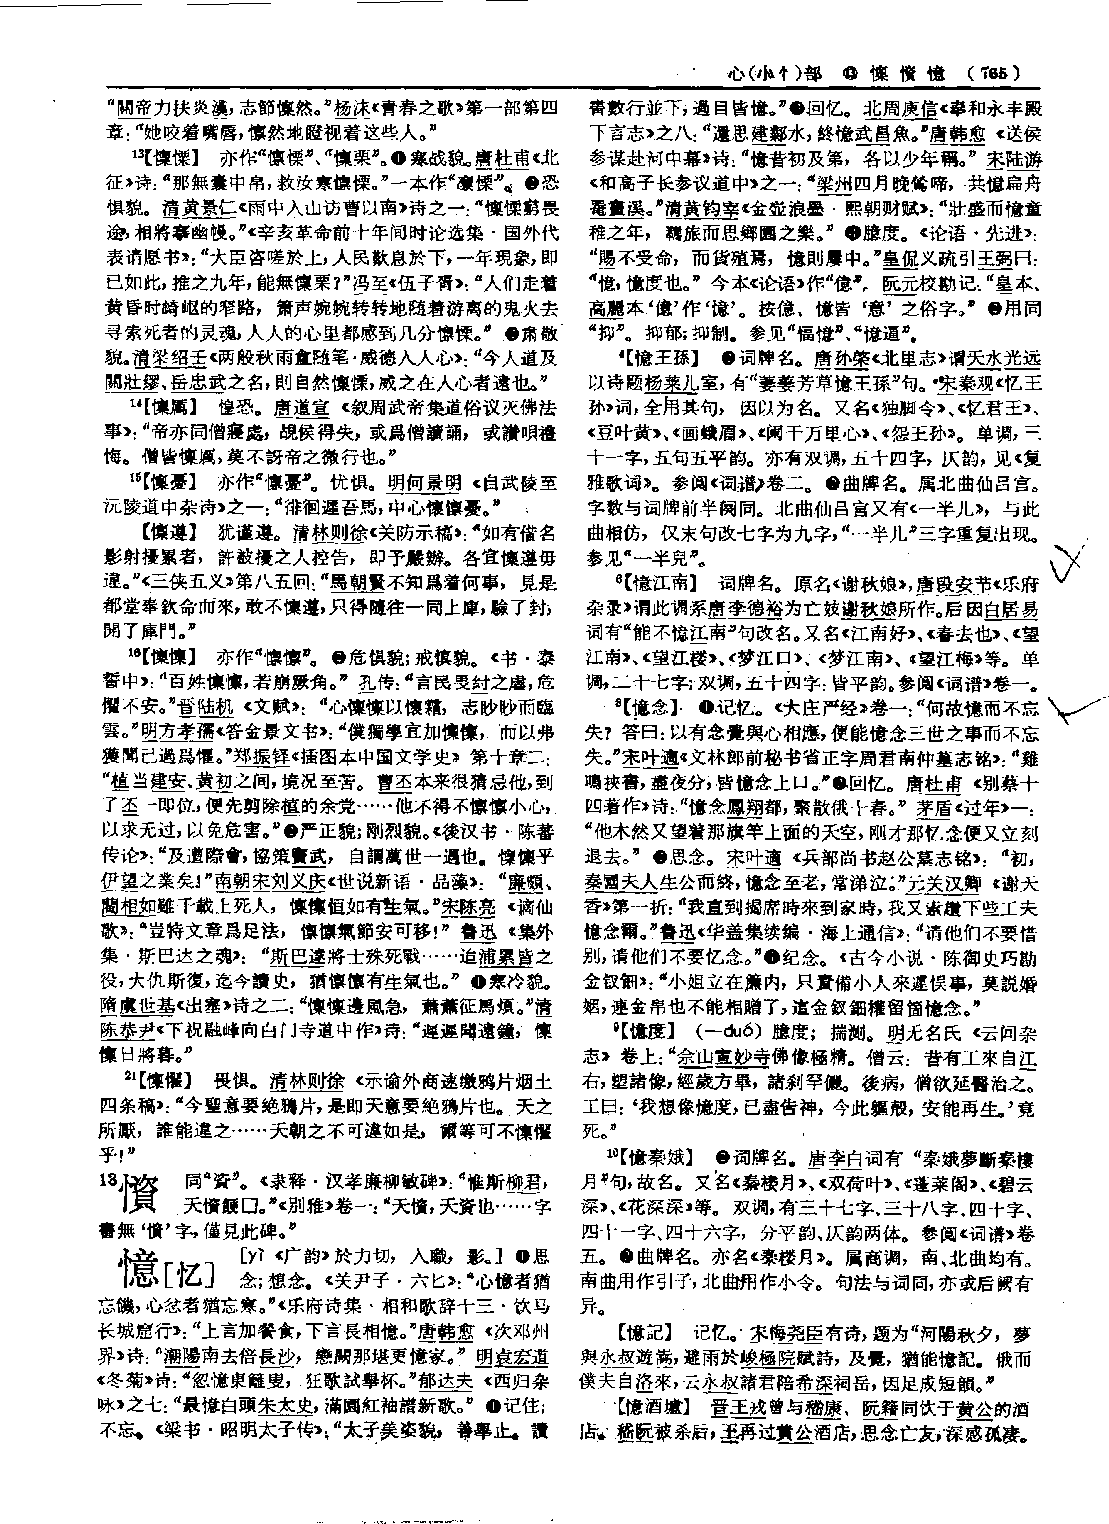 心(小忄)部 ⓭ 懍懫憶 (765)
“關帝力扶炎漢，志節懍然。”杨沫《青春之歌》第一部第四
章：“她咬着嘴唇，懍然地瞪视着这些人。”
13【懍慄】 亦作“懍憟”、“懍栗”。❶寒战貌。唐杜甫《北
征》诗：“那無囊中帛，救汝寒懍慄。”一本作“凜慄”。❷恐
惧貌。清黄景仁《雨中入山访曹以南》诗之一：“懍慄窮畏
途，相將搴幽幔。”《辛亥革命前十年间时论选集·国外代
表请愿书》：“大臣咨嗟於上，人民歎息於下，一年現象，即
已如此，推之九年，能無懍栗？”冯至《伍子胥》：“人们走着
黄昏时崎岖的窄路，箫声婉婉转转地随着游离的鬼火去
寻索死者的灵魂，人人的心里都感到几分懍慄。”❸肃敬
貌。清梁绍壬《两般秋雨盦随笔·威德入人心》：“今人道及
關壯繆、岳忠武之名，則自然懍慄，威之在人心者遠也。”
14【懍厲】 惶恐。唐道宣《叙周武帝集道俗议灭佛法
事》：“帝亦同僧寢處，覘侯得失，或爲僧讀誦，或讚唄禮
悔。僧皆懍厲，莫不訝帝之微行也。”
15【懍憂】 亦作“懍懮”。忧惧。明何景明《自武陵至
沅陵道中杂诗》之一：“徘徊遲吾馬，中心懍懍憂。”
【懍遵】 犹谨遵。清林则徐《关防示稿》：“如有借名
影射擾累者，許被擾之人控告，即予嚴辦。各宜懍遵毋
違。”《三侠五义》第八五回：“馬朝賢不知爲着何事，見是
都堂奉欽命而來，敢不懍遵，只得隨往一同上庫，驗了封，
開了庫門。”
16【懍懍】 亦作“懔懔”。❶危惧貌；戒慎貌。《书·泰
誓中》：“百姓懍懍，若崩厥角。”孔传：“言民畏紂之虐，危
懼不安。”晋陆机《文赋》：“心懍懍以懷霜，志眇眇而臨
雲。”明方孝孺《答金景文书》：“僕獨學宜加懍懍，而以弗
獲聞己過爲懼。”郑振铎《插图本中国文学史》第十章二：
“植当建安、黄初之间，境况至苦。曹丕本来很猜忌他，到
了丕一即位，便先剪除植的余党……他不得不懍懍小心，
以求无过，以免危害。”❷严正貌；刚烈貌。《後汉书·陈蕃
传论》：“及遭際會，協策竇武，自謂萬世一遇也。懍懍乎
伊望之業矣！”南朝宋刘义庆《世说新语·品藻》：“廉頗、
藺相如雖千載上死人，懍懍恒如有生氣。”宋陈亮《谪仙
歌》：“豈特文章爲足法，懍懍氣節安可移！”鲁迅《集外
集·斯巴达之魂》：“斯巴達將士殊死戰……迨浦累皆之
役，大仇斯復，迄今讀史，猶懍懍有生氣也。”❸寒冷貌。
隋虞世基《出塞》诗之二：“懍懍邊風急，蕭蕭征馬煩。”清
陈恭尹《下祝融峰向白门寺道中作》诗：“遲遲聞遠鐘，懍
懍日將暮。”
21【懍懼】 畏惧。清林则徐《示谕外商速缴鸦片烟土
四条稿》：“今聖意要絶鴉片，是即天意要絶鴉片也。天之
所厭，誰能違之……天朝之不可違如是，爾等可不懍懼
乎！”
13懫 同“資”。《隶释·汉孝廉柳敏碑》：“惟斯柳君，
天懫顔囗。”《别雅》卷一：“天懫，天資也……字
書無‘懫’字，僅見此碑。”
憶[忆] [yì《广韵》於力切，入職，影。]❶思
念；想念。《关尹子·六匕》：“心憶者猶
忘饑，心忿者猶忘寒。”《乐府诗集·相和歌辞十三·饮马
长城窟行》：“上言加餐食，下言長相憶。”唐韩愈《次邓州
界》诗：“潮陽南去倍長沙，戀闕那堪更憶家。”明袁宏道
《冬菊》诗：“忽憶東籬叟，狂歌試舉杯。”郁达夫《西归杂
咏》之七：“最憶白頭朱太史，滿園紅袖譜新歌。”❷记住；
不忘。《梁书·昭明太子传》：“太子美姿貌，善舉止。讀
書數行並下，過目皆憶。”❸回忆。北周庾信《奉和永丰殿
下言志》之八：“還思建鄴水，終憶武昌魚。”唐韩愈《送侯
参谋赴河中幕》诗：“憶昔初及第，各以少年稱。”宋陆游
《和高子长参议道中》之一：“梁州四月晚鶯啼，共憶扁舟
罨畫溪。”清黄钧宰《金壶浪墨·熙朝财赋》：“壯盛而憶童
稚之年，羈旅而思鄉園之樂。”❹臆度。《论语·先进》：
“賜不受命，而貨殖焉，憶則屢中。”皇侃义疏引王弼曰：
“憶，憶度也。”今本《论语》作“億”，阮元校勘记：“皇本、
高麗本‘億’作‘憶’。按億、憶皆‘意’之俗字。”❺用同
“抑”。抑郁；抑制。参见“愊憶”、“憶逼”。
4【憶王孫】 ❶词牌名。唐孙棨《北里志》谓天水光远
以诗题杨莱儿室，有“萋萋芳草憶王孫”句。宋秦观《忆王
孙》词，全用其句，因以为名。又名《独脚令》、《忆君王》、
《豆叶黄》、《画蛾眉》、《阑干万里心》、《怨王孙》。单调，三
十一字，五句五平韵。亦有双调，五十四字，仄韵，见《复
雅歌词》。参阅《词谱》卷二。❷曲牌名。属北曲仙吕宫。
字数与词牌前半阕同。北曲仙吕宫又有《一半儿》，与此
曲相仿，仅末句改七字为九字，“一半儿”三字重复出现。
参见“一半兒”。
6【憶江南】 词牌名。原名《谢秋娘》，唐段安节《乐府
杂录》谓此调系唐李德裕为亡妓谢秋娘所作。后因白居易
词有“能不憶江南”句改名。又名《江南好》、《春去也》、《望
江南》、《望江楼》、《梦江口》、《梦江南》、《望江梅》等。单
调，二十七字；双调，五十四字：皆平韵。参阅《词谱》卷一。
8【憶念】 ❶记忆。《大庄严经》卷一：“何故憶而不忘
失？答曰：以有念覺與心相應，便能憶念三世之事而不忘
失。”宋叶適《文林郎前秘书省正字周君南仲墓志铭》：“雞
鳴挾書，盡夜分，皆憶念上口。”❷回忆。唐杜甫《别蔡十
四著作》诗：“憶念鳳翔都，聚散俄十春。”茅盾《过年》一：
“他木然又望着那旗竿上面的天空，刚才那忆念便又立刻
退去。”❸思念。宋叶適《兵部尚书赵公墓志铭》：“初，
秦國夫人生公而終，憶念至老，常涕泣。”元关汉卿《谢天
香》第一折：“我直到揭席時來到家時，我又索趲下些工夫
憶念爾。”鲁迅《华盖集续编·海上通信》：“请他们不要惜
别，请他们不要忆念。”❹纪念。《古今小说·陈御史巧勘
金钗钿》：“小姐立在簾内，只責備小人來遲悮事，莫説婚
姻，連金帛也不能相贈了，這金釵鈿權留箇憶念。”
9【憶度】 (—duó) 臆度；揣测。明无名氏《云间杂
志》卷上：“佘山宣妙寺佛像極精。僧云：昔有工來自江
右，塑諸像，經歲方畢，諸刹罕儷。後病，僧欲延醫治之。
工曰：‘我想像憶度，已盡告神，今此軀殻，安能再生。’竟
死。”
10【憶秦娥】 ❶词牌名。唐李白词有“秦娥夢斷秦樓
月”句，故名。又名《秦楼月》、《双荷叶》、《蓬莱阁》、《碧云
深》、《花深深》等。双调，有三十七字、三十八字、四十字、
四十一字、四十六字，分平韵、仄韵两体。参阅《词谱》卷
五。❷曲牌名。亦名《秦楼月》。属商调，南、北曲均有。
南曲用作引子，北曲用作小令。句法与词同，亦或后阕有
异。
【憶記】 记忆。宋梅尧臣有诗，题为“河陽秋夕，夢
與永叔遊嵩，避雨於峻極院賦詩，及覺，猶能憶記。俄而
僕夫自洛來，云永叔諸君陪希深祠岳，因足成短韻。”
【憶酒壚】 晋王戎曾与嵇康、阮籍同饮于黄公的酒
店。嵇阮被杀后，王再过黄公酒店，思念亡友，深感孤凄。